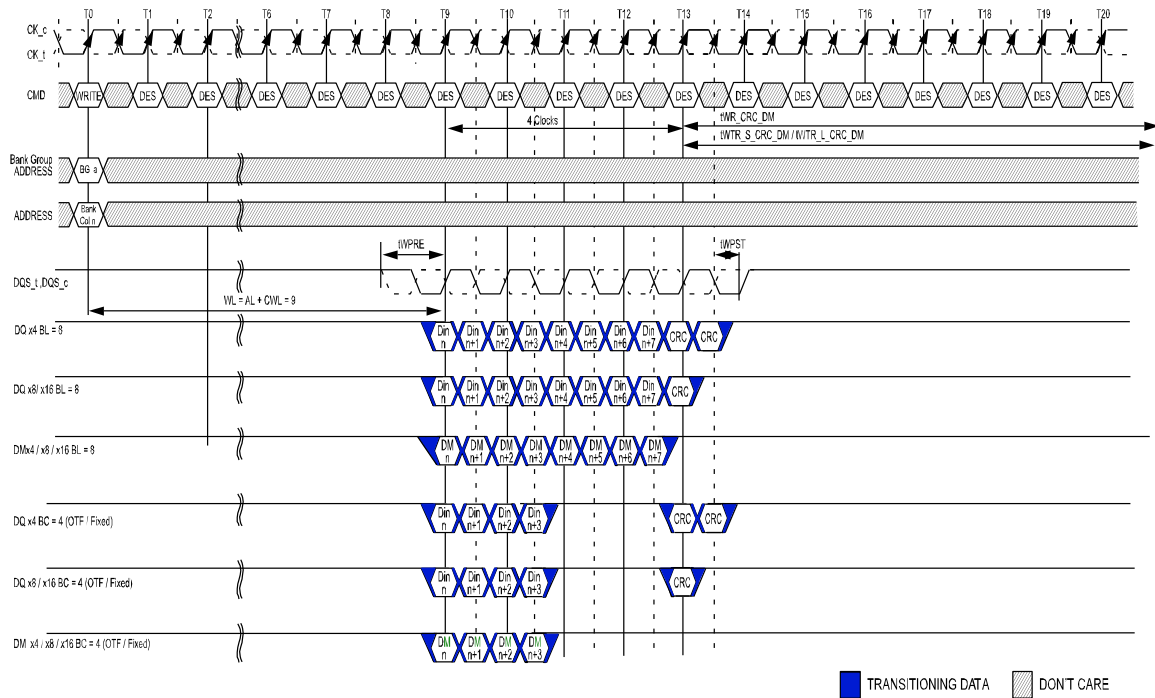 T0 T1 T2 T6 T7 T8 T9 T10 T11 T12 T13 T14 T15 T16 T17 T18 T19 T20
CK_c
CK_t
CMD WRITE DES DES DES DES DES DES DES DES DES DES DES DES DES DES DES DES DES
4 Clocks
tWR_CRC_DM
tWTR_S_CRC_DM / tWTR_L_CRC_DM
Bank Group
ADDRESS
BG a
ADDRESS
Bank
Col n
tWPRE
tWPST
DQS_t ,DQS_c
WL = AL + CWL = 9
DQ x4 BL = 8
Din Din Din Din Din Din Din Din CRC CRC
n n+1 n+2 n+3 n+4 n+5 n+6 n+7
DQ x8/ x16 BL = 8
Din Din Din Din Din Din Din Din CRC
n n+1 n+2 n+3 n+4 n+5 n+6 n+7
DMx4 / x8 / x16 BL = 8
DM DM DM DM DM DM DM DM
n n+1 n+2 n+3 n+4 n+5 n+6 n+7
DQ x4 BC = 4 (OTF / Fixed)
Din Din Din Din CRC CRC
n n+1 n+2 n+3
DQ x8 / x16 BC = 4 (OTF / Fixed)
Din Din Din Din CRC
n n+1 n+2 n+3
DM x4 / x8 / x16 BC = 4 (OTF / Fixed)
DM DM DM DM
n n+1 n+2 n+3
TRANSITIONING DATA
DON'T CARE